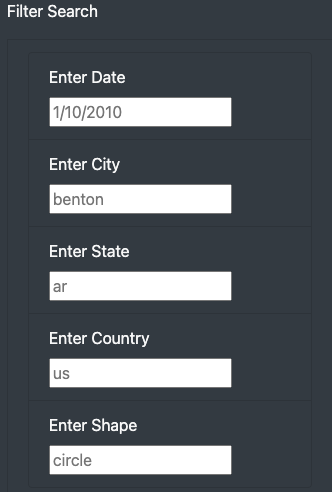 Filter Search
Enter Date
1/10/2010
Enter City
benton
Enter State
ar
Enter Country
us
Enter Shape
circle